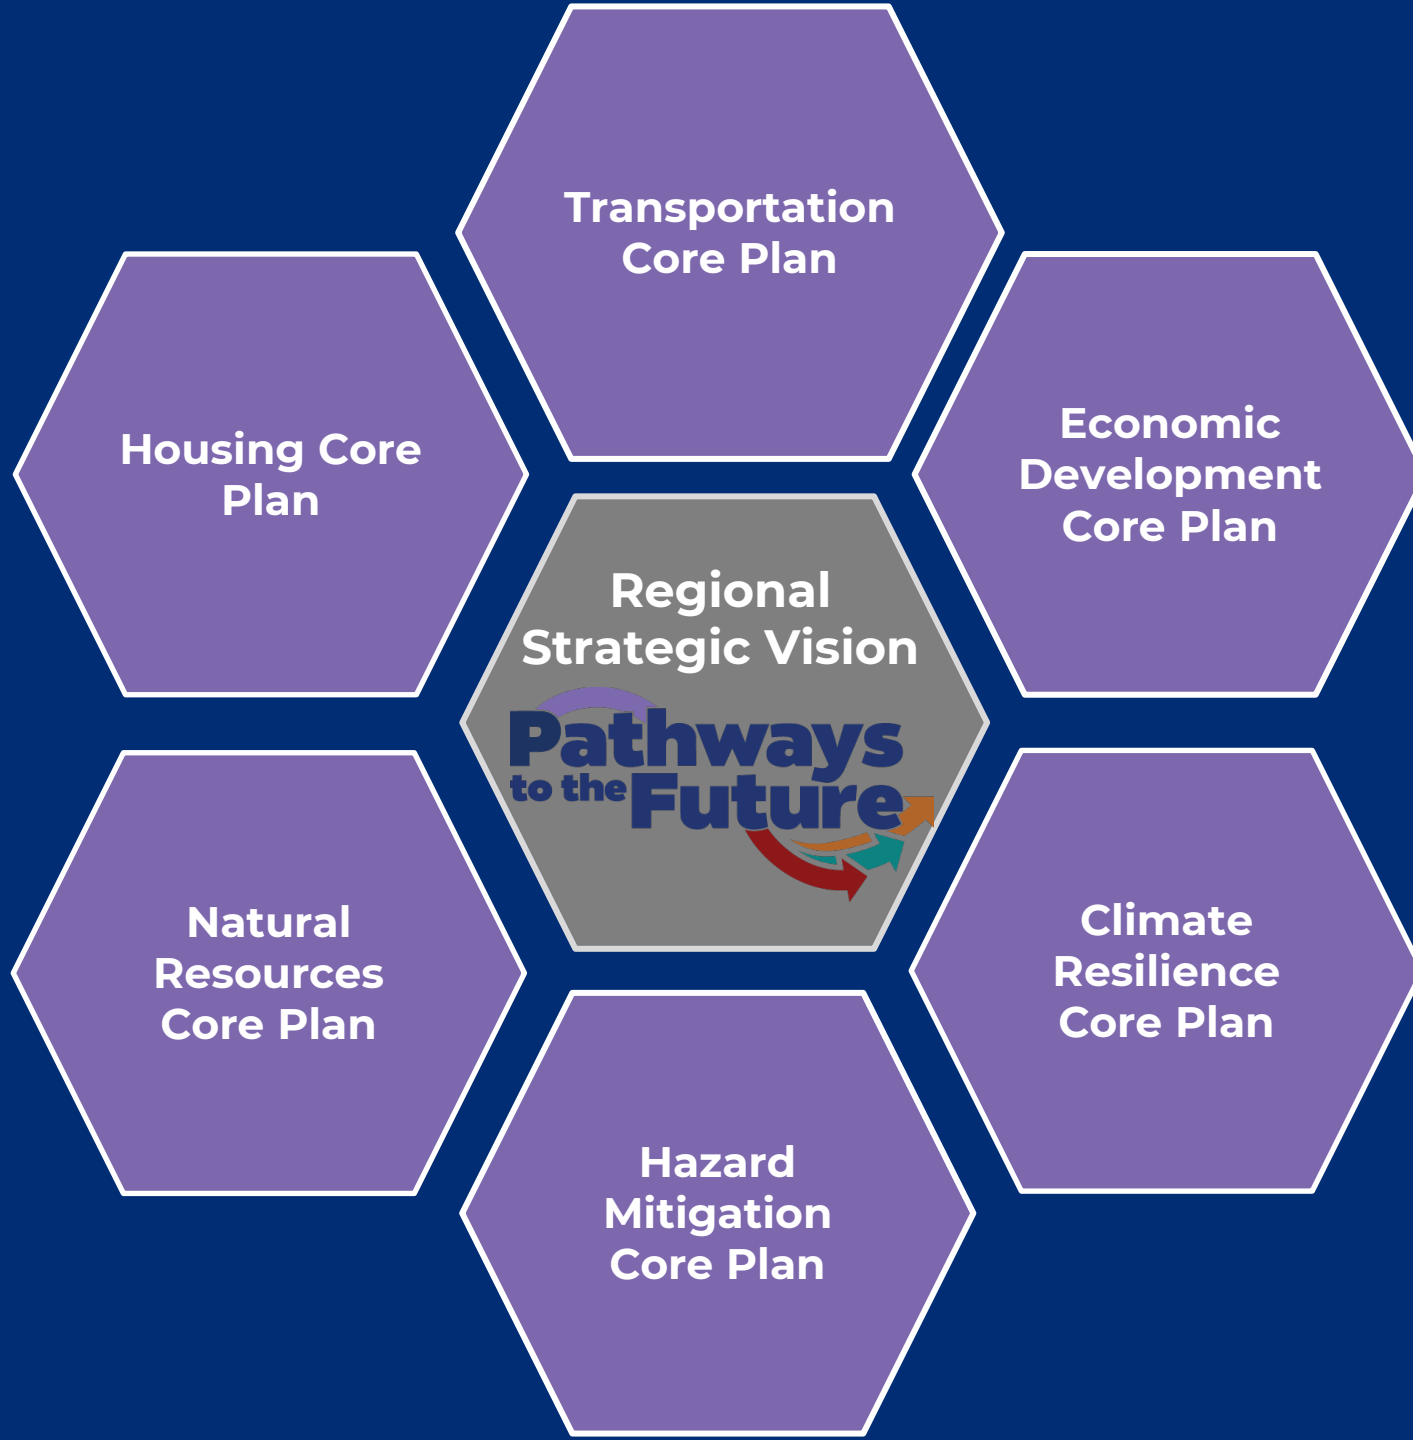 Transportation
Core Plan
Housing Core
Plan
Economic
Development
Core Plan
Regional
Strategic Vision
Pathways
to the Future
Natural
Resources
Core Plan
Climate
Resilience
Core Plan
Hazard
Mitigation
Core Plan